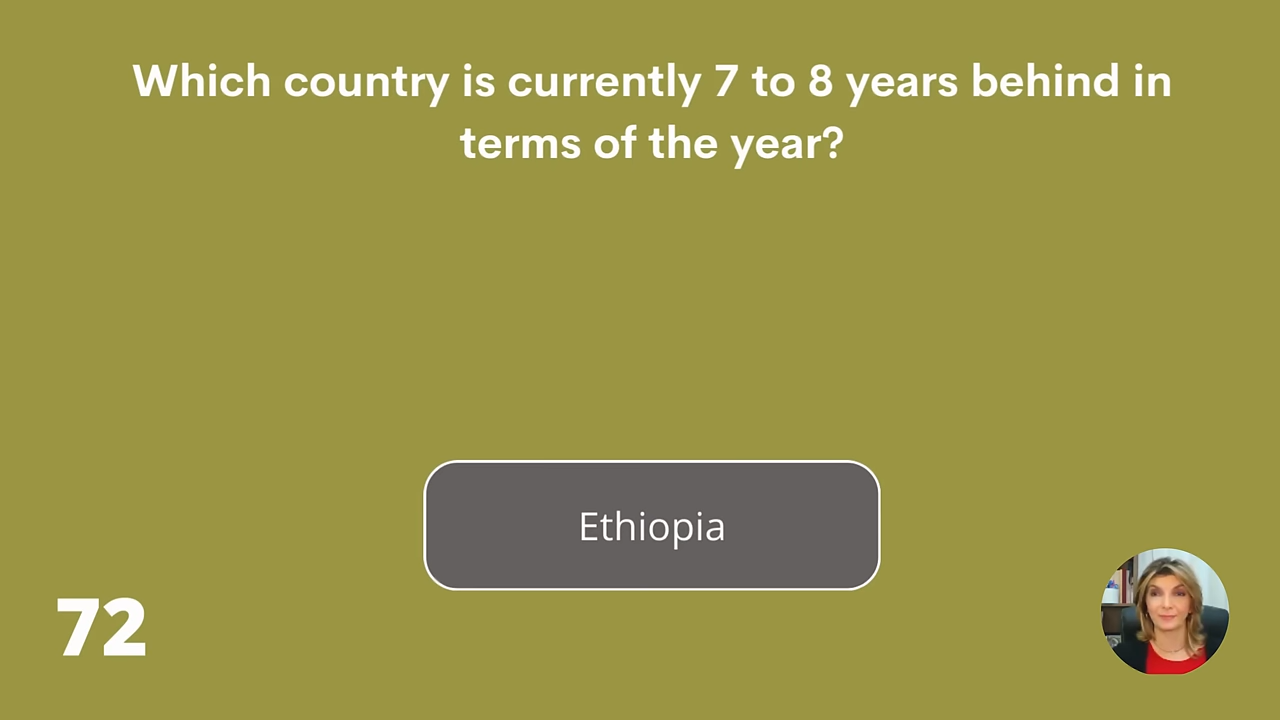 Which country is currently 7 to 8 years behind in
terms of the year?
Ethiopia
72